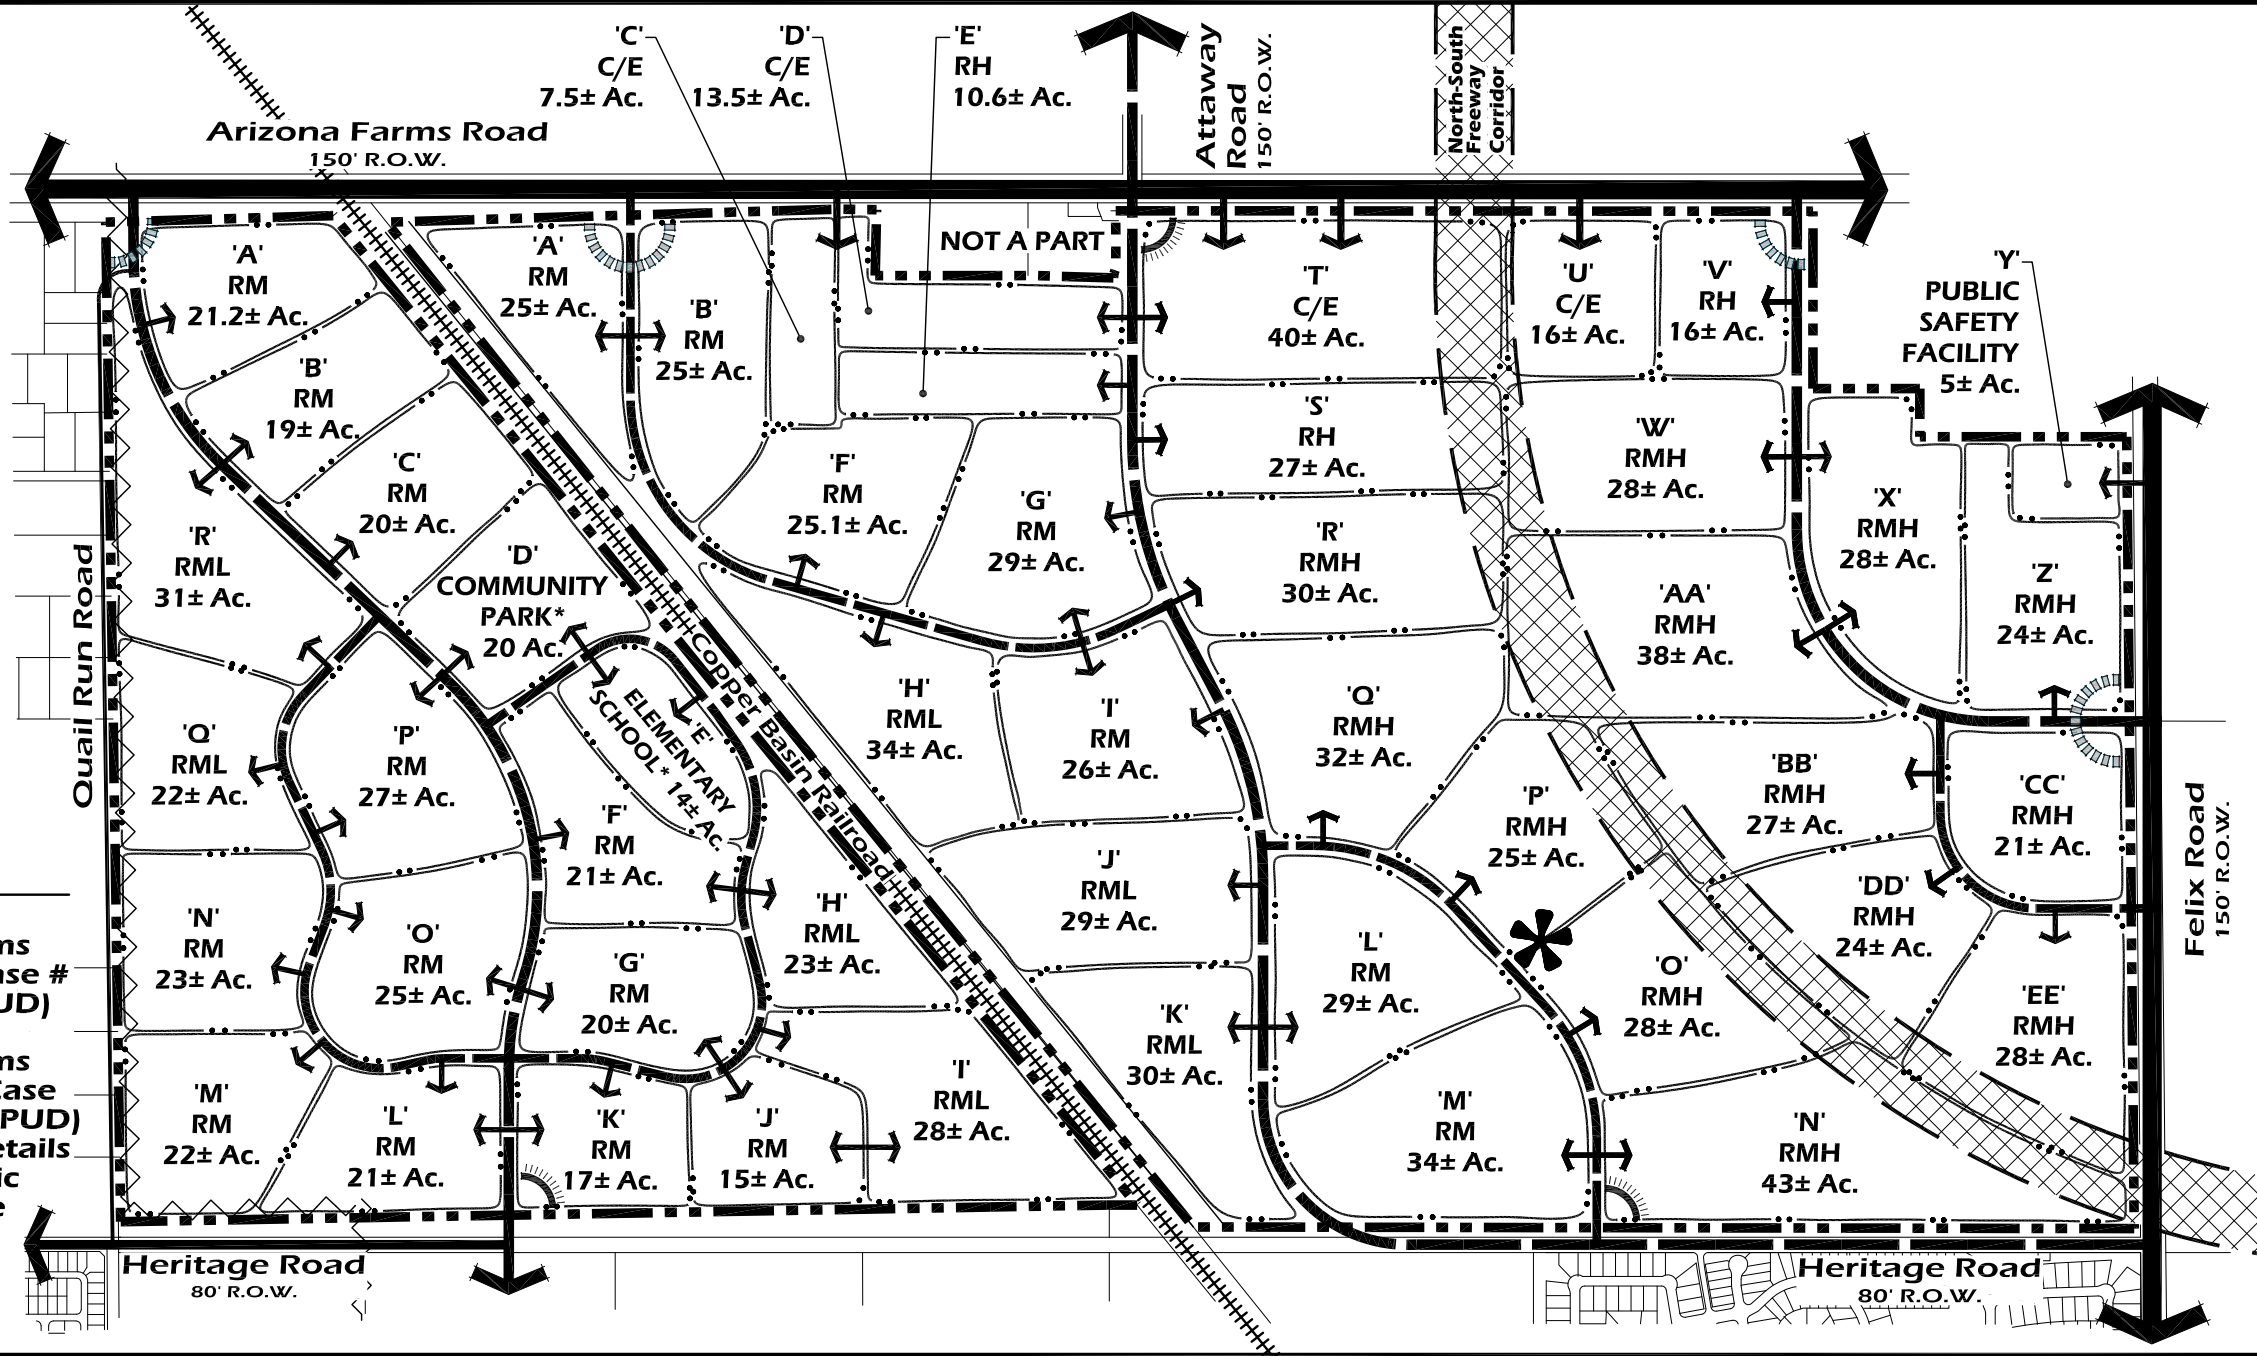 'C'
C/E
7.5± Ac.
'D'
C/E
13.5± Ac.
'E'
RH
10.6± Ac.
Attaway
Road
150' R.O.W.
North-South
Freeway
Corridor
Arizona Farms Road
150' R.O.W.
'A'
RM
21.2± Ac.
'A'
RM
25± Ac.
'B'
RM
25± Ac.
NOT A PART
'T'
C/E
40± Ac.
'U'
C/E
16± Ac.
'V'
RH
16± Ac.
'Y'
PUBLIC
SAFETY
FACILITY
5± Ac.
'B'
RM
19± Ac.
'C'
RM
20± Ac.
'F'
RM
25.1± Ac.
'G'
RM
29± Ac.
'S'
RH
27± Ac.
'W'
RMH
28± Ac.
'X'
RMH
28± Ac.
'R'
RML
31± Ac.
'D'
COMMUNITY
PARK*
20 Ac.
'R'
RMH
30± Ac.
'AA'
RMH
38± Ac.
'Z'
RMH
24± Ac.
Quail Run Road
'Q'
RML
22± Ac.
'P'
RM
27± Ac.
'E'
ELEMENTARY
SCHOOL* 14± Ac.
Copper Basin Railroad
'H'
RML
34± Ac.
'I'
RM
26± Ac.
'Q'
RMH
32± Ac.
'P'
RMH
25± Ac.
'BB'
RMH
27± Ac.
'CC'
RMH
21± Ac.
Felix Road
150' R.O.W.
'F'
RM
21± Ac.
'J'
RML
29± Ac.
'N'
RM
23± Ac.
'O'
RM
25± Ac.
'G'
RM
20± Ac.
'H'
RML
23± Ac.
'L'
RM
29± Ac.
'O'
RMH
28± Ac.
'DD'
RMH
24± Ac.
'EE'
RMH
28± Ac.
ms
ase #
UD)
ms
Case
PUD)
etails
ic
e
'M'
RM
22± Ac.
'L'
RM
21± Ac.
'K'
RM
17± Ac.
'J'
RM
15± Ac.
'I'
RML
28± Ac.
'K'
RML
30± Ac.
'M'
RM
34± Ac.
'N'
RMH
43± Ac.
Heritage Road
80' R.O.W.
Heritage Road
80' R.O.W.